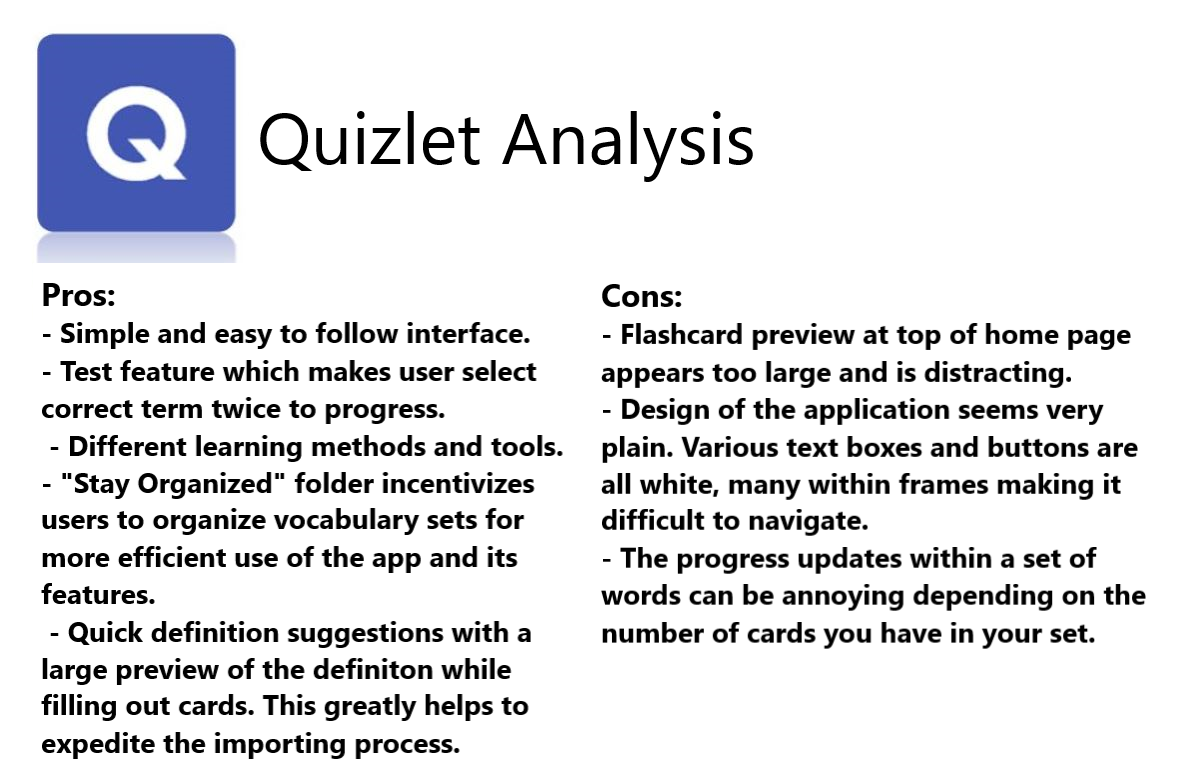 Q
Quizlet Analysis
Pros:
- Simple and easy to follow interface.
- Test feature which makes user select
correct term twice to progress.
- Different learning methods and tools.
- "Stay Organized" folder incentivizes
users to organize vocabulary sets for
more efficient use of the app and its
features.
- Quick definition suggestions with a
large preview of the definiton while
filling out cards. This greatly helps to
expedite the importing process.
Cons:
- Flashcard preview at top of home page
appears too large and is distracting.
- Design of the application seems very
plain. Various text boxes and buttons are
all white, many within frames making it
difficult to navigate.
- The progress updates within a set of
words can be annoying depending on the
number of cards you have in your set.